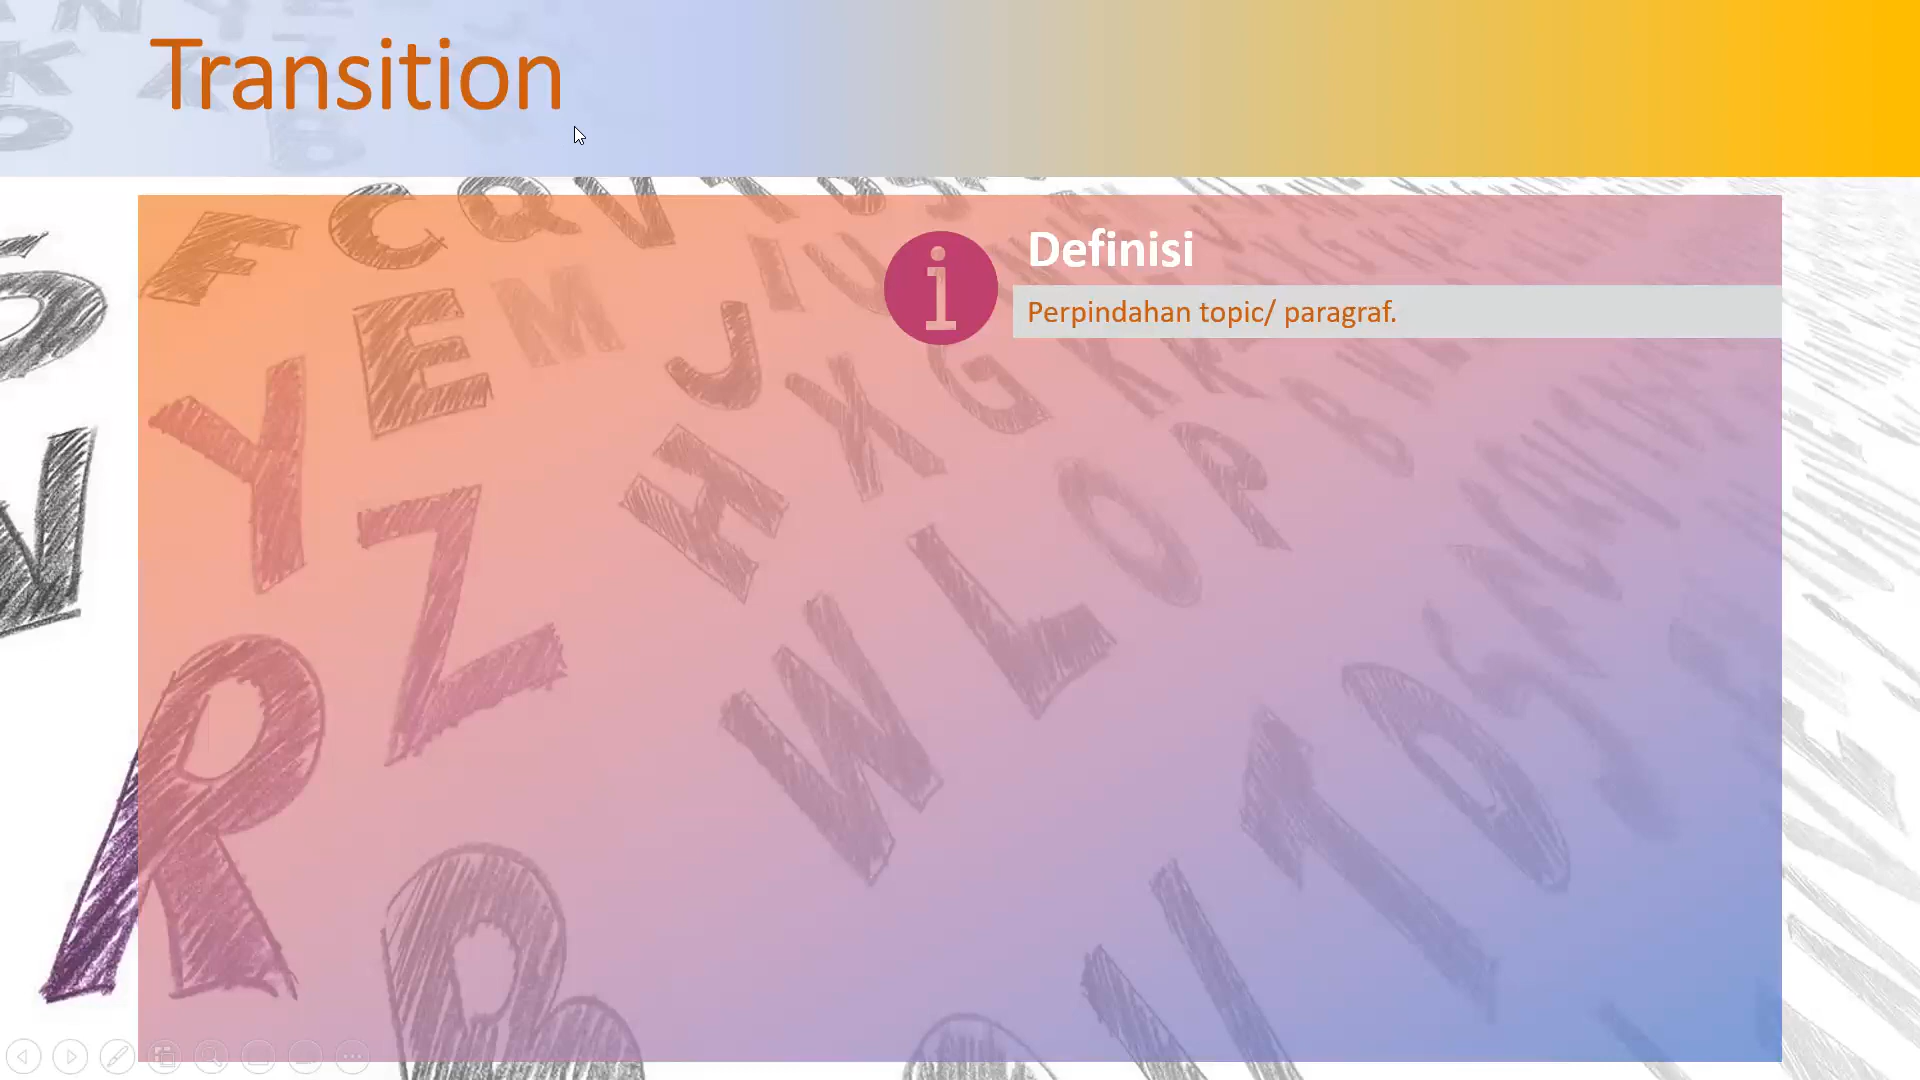 Transition
Definisi
Perpindahan topic/ paragraf.